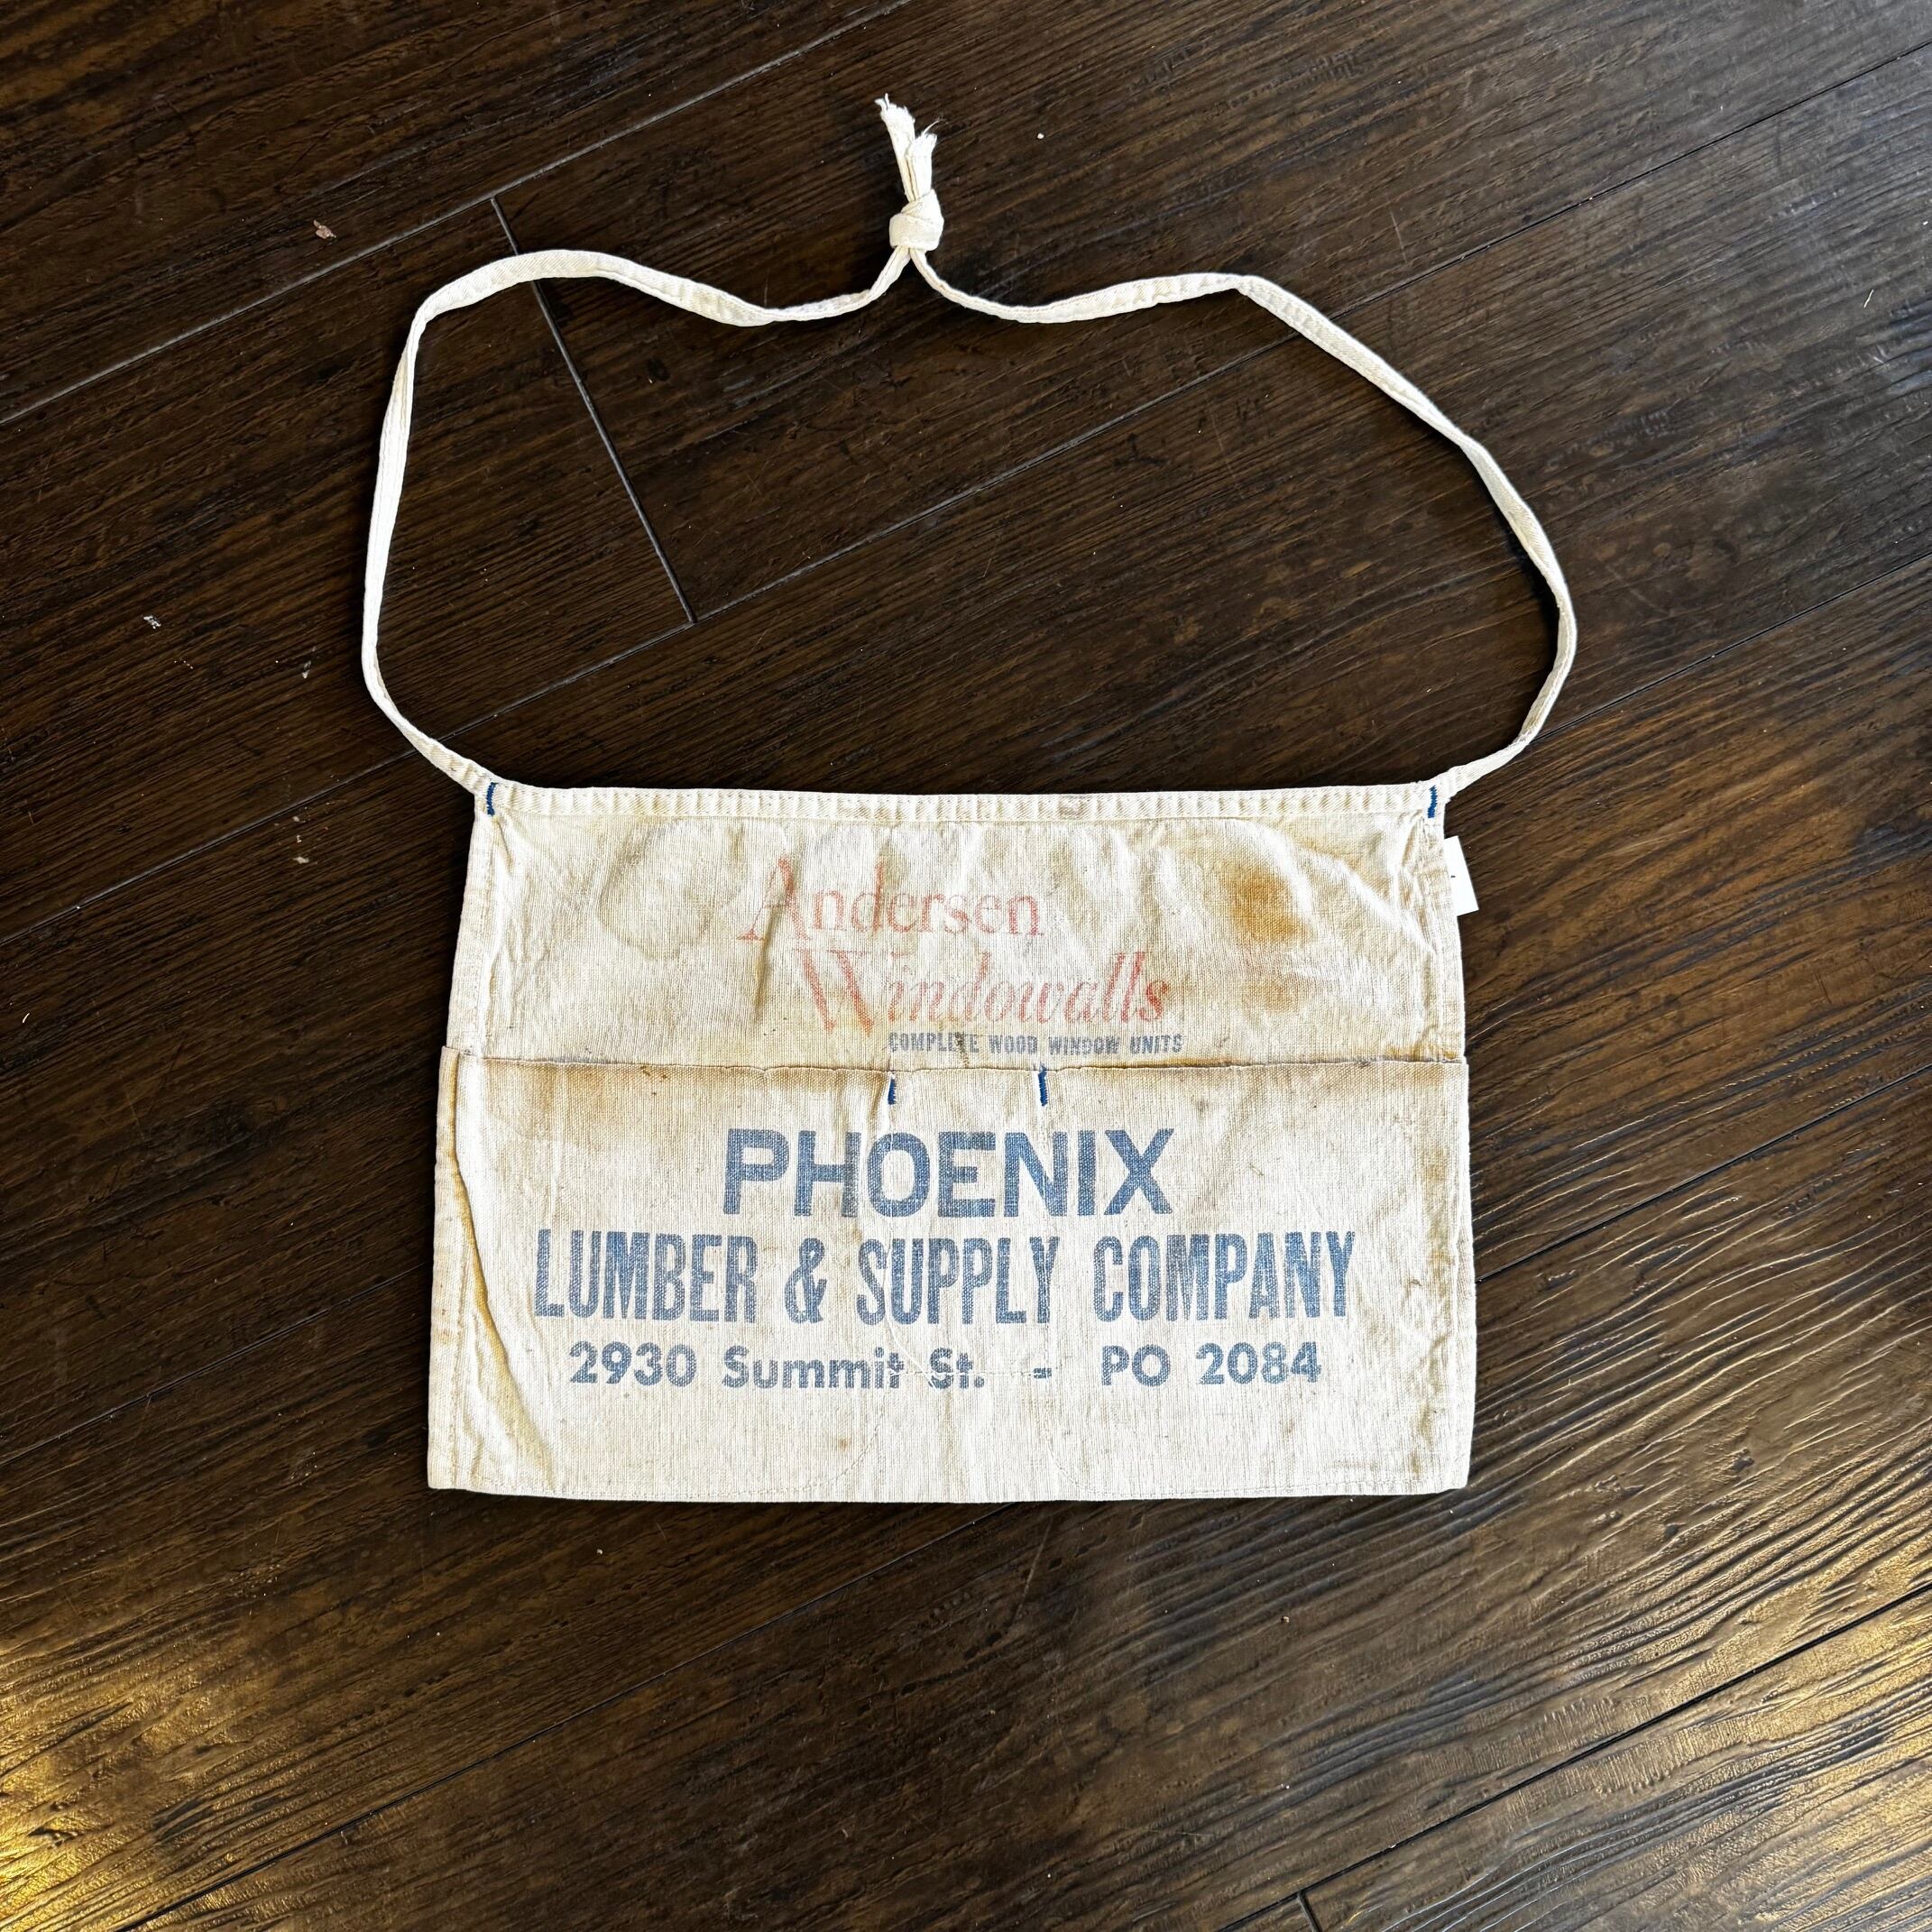 Andersen
Windowalls
COMPLETE WOOD WINDOW UNITS
PHOENIX
LUMBER & SUPPLY COMPANY
2930 Summit St. - PO 2084